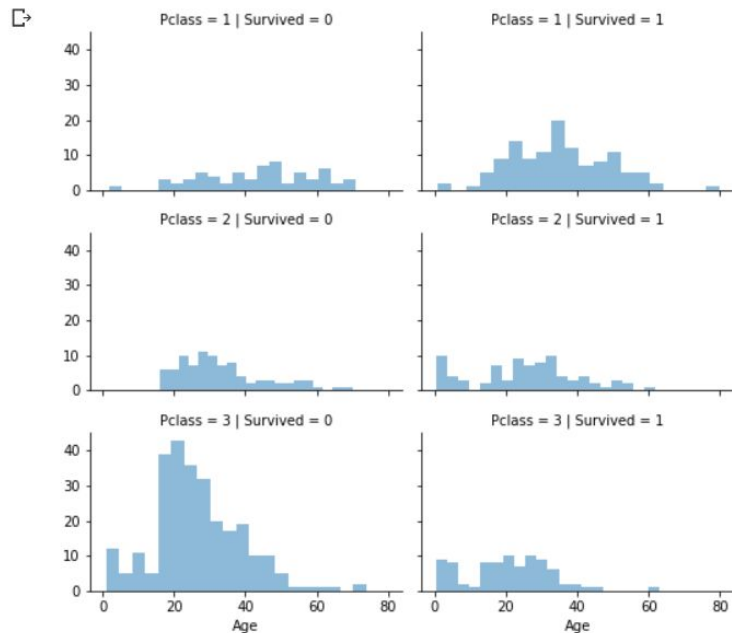 Pclass = 1 | Survived = 0
Pclass = 1 | Survived = 1
40
30
20
10
0
Pclass = 2 | Survived = 0
Pclass = 2 | Survived = 1
40
30
20
10
0
Pclass = 3 | Survived = 0
Pclass = 3 | Survived = 1
40
30
20
10
0
0 20 40 60 80
0 20 40 60 80
Age
Age